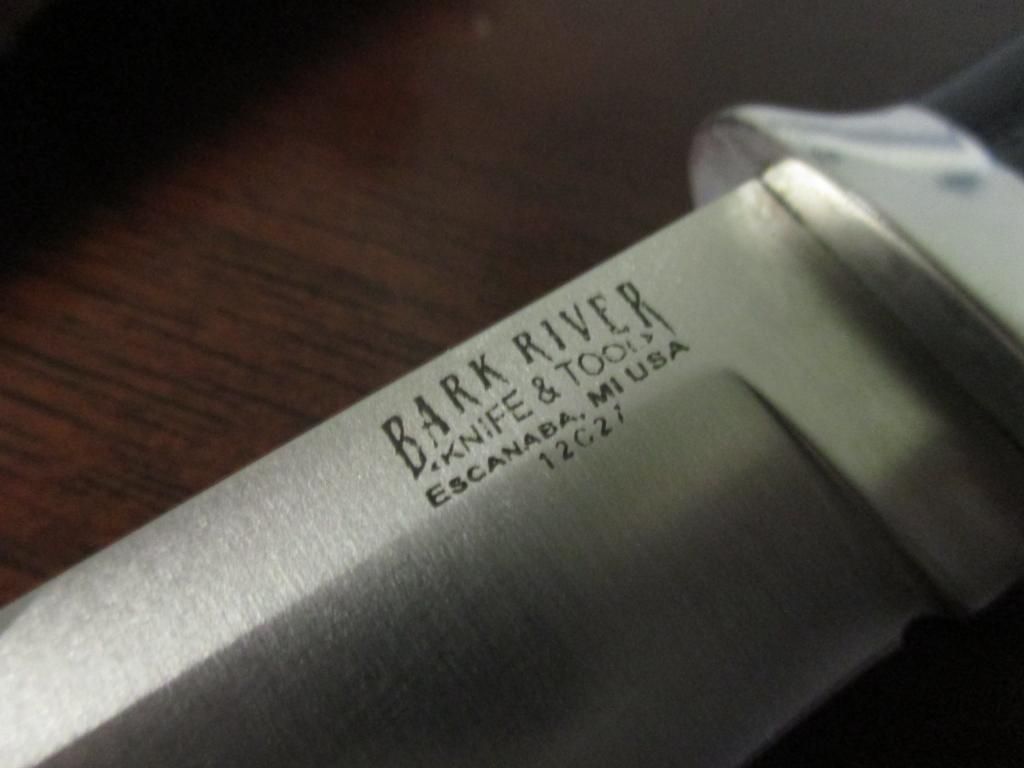 BARK RIVER
KNIFE & TOOL
ESCANABA, MI USA
12C27